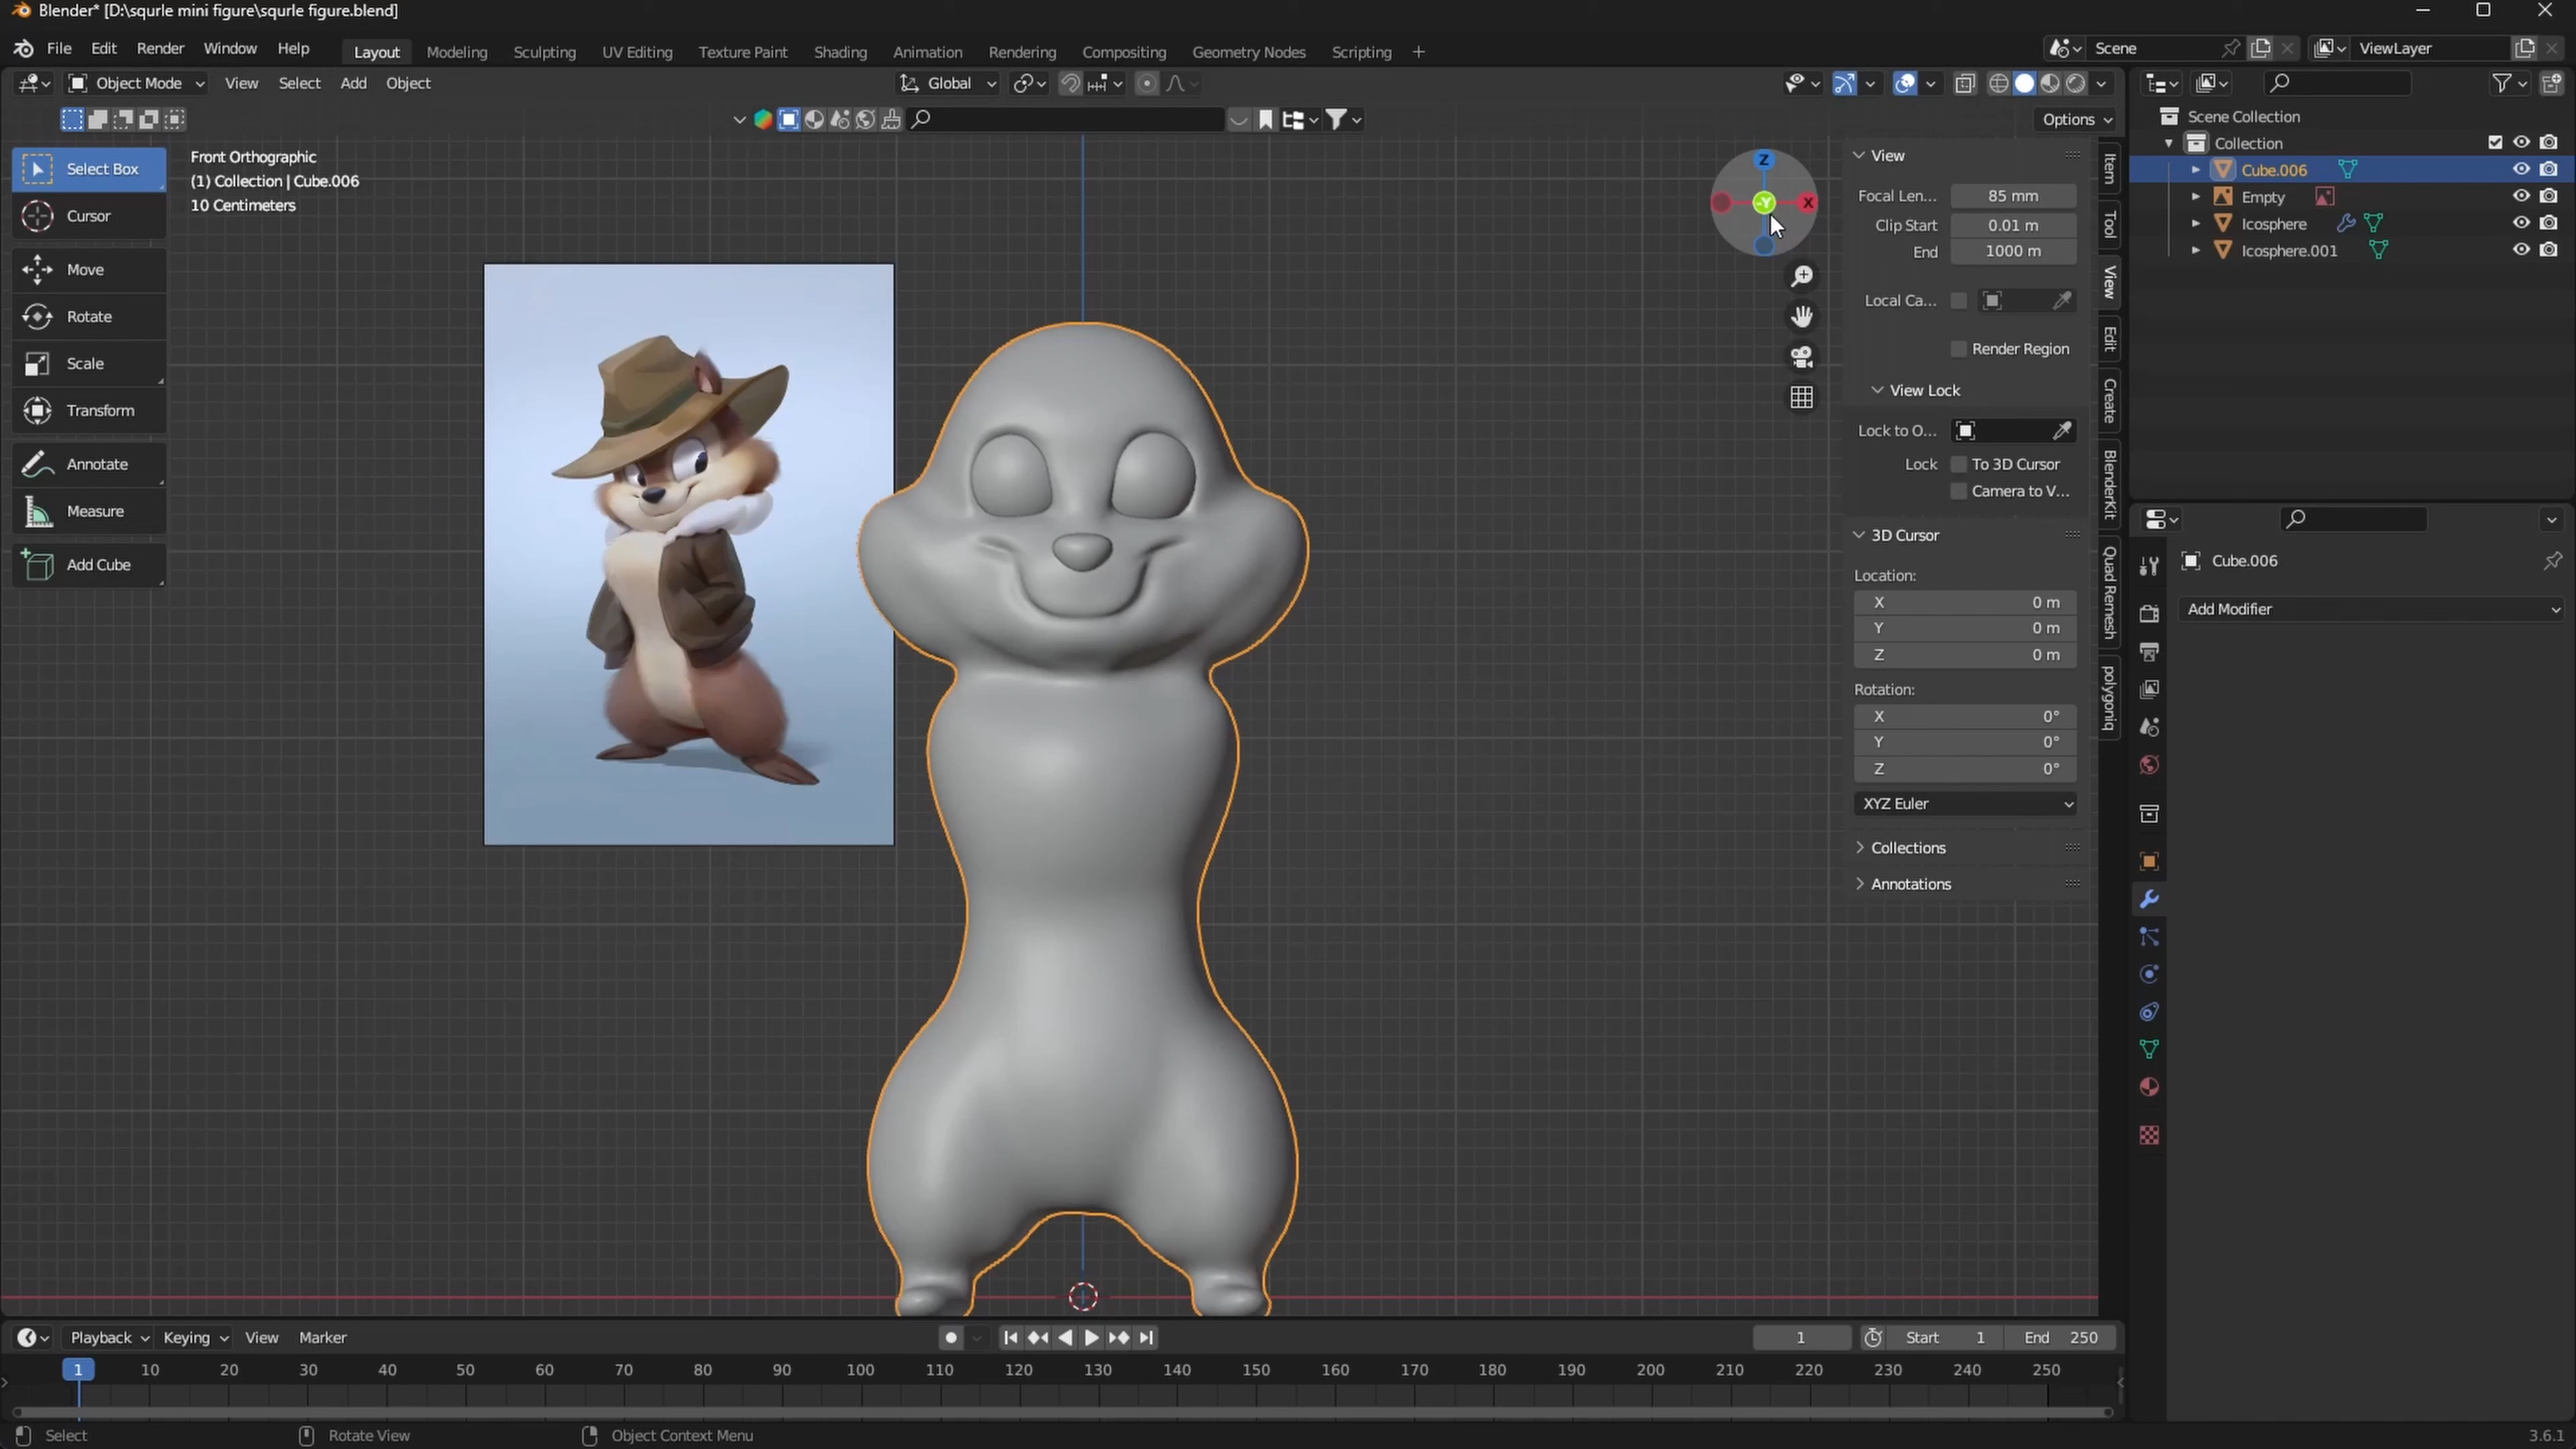 Blender* [D:\squrle mini figure\squrle figure.blend]
File Edit Render Window Help Layout Modeling Sculpting UV Editing Texture Paint Shading Animation Rendering Compositing Geometry Nodes Scripting + Scene ViewLayer
Object Mode View Select Add Object Global
Options
Select Box
Cursor
Move
Rotate
Scale
Transform
Annotate
Measure
Add Cube
Front Orthographic
(1) Collection | Cube.006
10 Centimeters
Z
-Y
X
View
Focal Len... 85 mm
Clip Start 0.01 m
End 1000 m
Local Ca...
Render Region
View Lock
Lock to O...
Lock To 3D Cursor
Camera to V...
3D Cursor
Location:
X 0 m
Y 0 m
Z 0 m
Rotation:
X 0°
Y 0°
Z 0°
XYZ Euler
Collections
Annotations
Item
Tool
View
Edit
Create
BlenderKit
Quad Remesh
polygoniq
Scene Collection
Collection
Cube.006
Empty
Icosphere
Icosphere.001
Cube.006
Add Modifier
Playback Keying View Marker 1 Start 1 End 250
1 10 20 30 40 50 60 70 80 90 100 110 120 130 140 150 160 170 180 190 200 210 220 230 240 250
Select Rotate View Object Context Menu 3.6.1